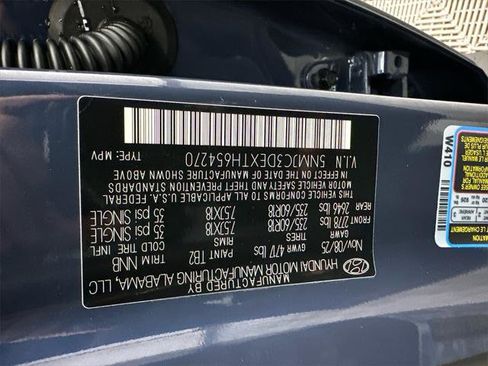 MANUFACTURED BY
HYUNDAI MOTOR MANUFACTURING ALABAMA, LLC
Nov/08/25 GVWR lbs PAINT TB2 TRIM NNB
GAWR TIRES RIMS COLD TIRE INFL
FRONT 2778 lbs 235/60R18 7.5JX18 35 psi SINGLE
REAR 2646 lbs 235/60R18 7.5JX18 35 psi SINGLE
THIS VEHICLE CONFORMS TO ALL APPLICABLE U.S.A.
FEDERAL MOTOR VEHICLE SAFETY, BUMPER, AND THEFT PREVENTION STANDARDS
IN EFFECT ON THE DATE OF MANUFACTURE SHOWN ABOVE.
V.I.N 5NMJC3DEXTH654270 TYPE: MPV
W410